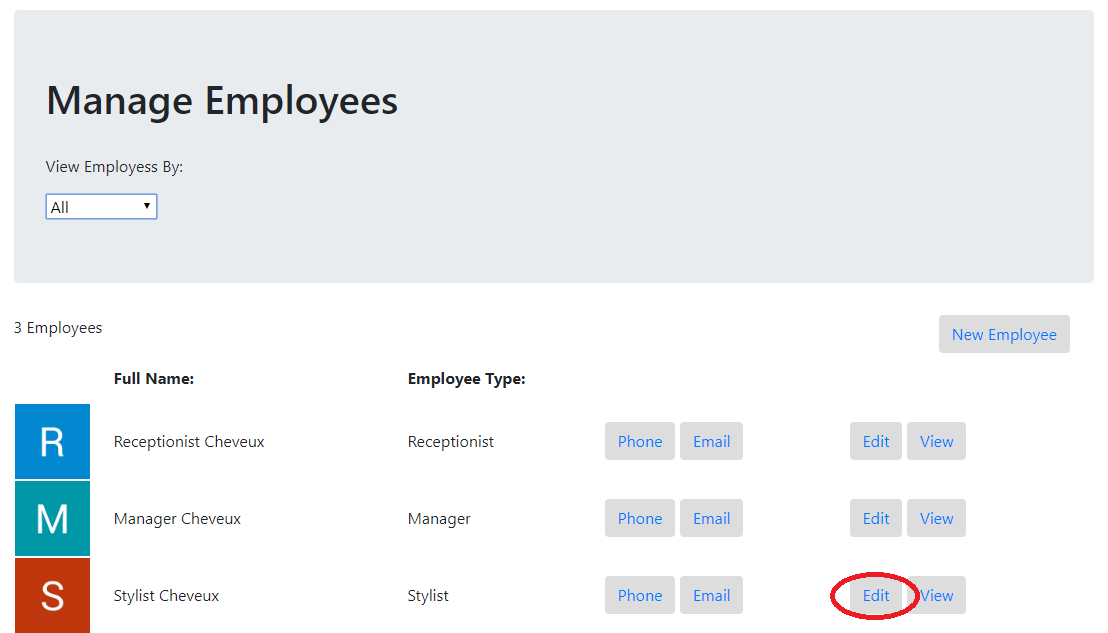 Manage Employees
View Employess By:
All
3 Employees
New Employee
Full Name: Employee Type:
R Receptionist Cheveux Receptionist Phone Email Edit View
M Manager Cheveux Manager Phone Email Edit View
S Stylist Cheveux Stylist Phone Email Edit View